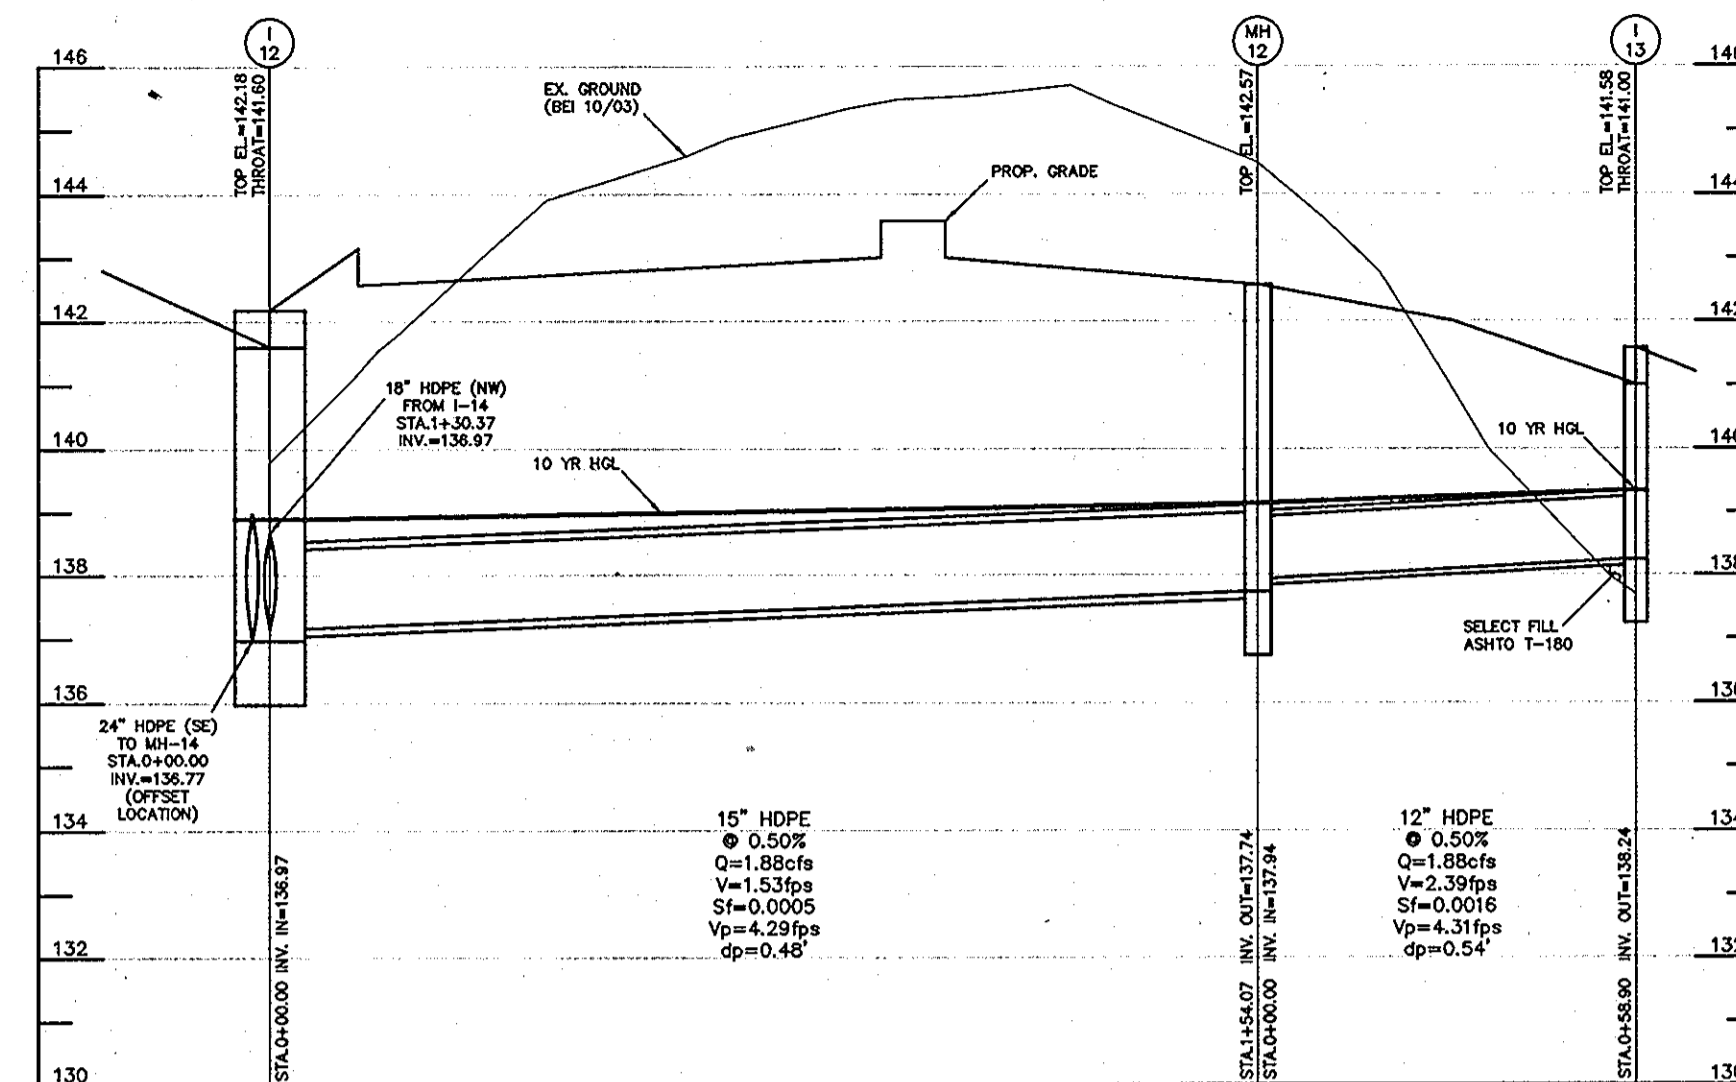 I
12
MH
12
I
13
146
144
142
140
138
136
134
132
130
TOP EL.=142.18
THROAT=141.60
EX. GROUND
(BEI 10/03)
PROP. GRADE
TOP EL.=142.57
TOP EL.=141.58
THROAT=141.00
18" HDPE (NW)
FROM I-14
STA.1+30.37
INV.=136.97
10 YR HGL
10 YR HGL
SELECT FILL
ASHTO T-180
24" HDPE (SE)
TO MH-14
STA.0+00.00
INV.=136.77
(OFFSET
LOCATION)
15" HDPE
@ 0.50%
Q=1.88cfs
V=1.53fps
Sf=0.0005
Vp=4.29fps
dp=0.48'
12" HDPE
@ 0.50%
Q=1.88cfs
V=2.39fps
Sf=0.0016
Vp=4.31fps
dp=0.54'
STA.0+00.00 INV. IN=136.97
STA.1+54.07 INV. OUT=137.74
STA.0+00.00 INV. IN=137.94
STA.0+58.90 INV. OUT=138.24
144
142